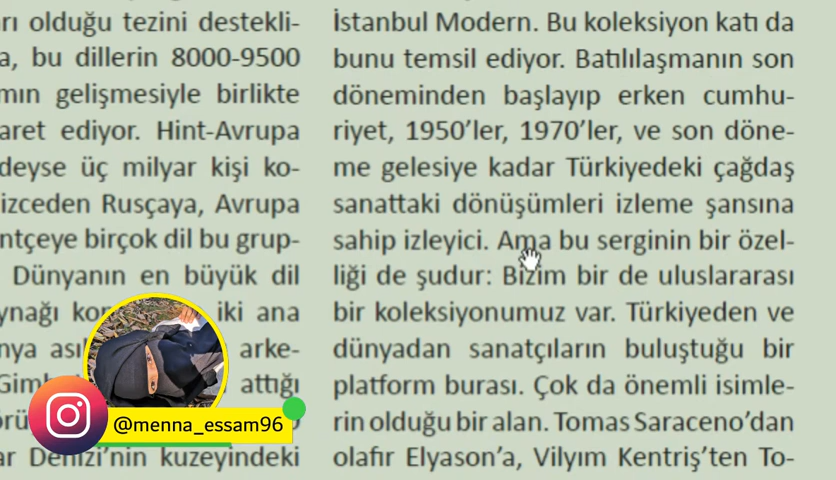 rı olduğu tezini destekli-
a, bu dillerin 8000-9500
mın gelişmesiyle birlikte
aret ediyor. Hint-Avrupa
deyse üç milyar kişi ko-
izceden Rusçaya, Avrupa
ntçeye birçok dil bu grup-
Dünyanın en büyük dil
iki ana
nya arke-
attığı
ar Denizi’nin kuzeyindeki
İstanbul Modern. Bu koleksiyon katı da
bunu temsil ediyor. Batılılaşmanın son
döneminden başlayıp erken cumhu-
riyet, 1950’ler, 1970’ler, ve son döne-
me gelesiye kadar Türkiyedeki çağdaş
sanattaki dönüşümleri izleme şansına
sahip izleyici. Ama bu serginin bir özel-
liği de şudur: Bizim bir de uluslararası
bir koleksiyonumuz var. Türkiyeden ve
dünyadan sanatçıların buluştuğu bir
platform burası. Çok da önemli isimle-
rin olduğu bir alan. Tomas Saraceno’dan
olafır Elyason’a, Vilyım Kentriş’ten To-
@menna_essam96